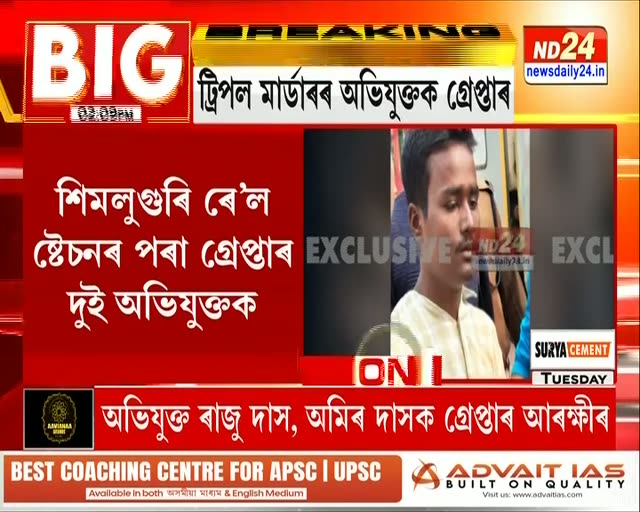 BIG
BREAKING
02.09PM
ND24
newsdaily24.in
ট্ৰিপল মাৰ্ডাৰৰ অভিযুক্তক গ্ৰেপ্তাৰ
শিমলুগুৰি ৰে'ল
ষ্টেচনৰ পৰা গ্ৰেপ্তাৰ
দুই অভিযুক্তক
EXCLUSIVE
ND24
newsdaily24.in
EXCL
SURYA CEMENT
TUESDAY
অভিযুক্ত ৰাজু দাস, অমিৰ দাসক গ্ৰেপ্তাৰ আৰক্ষীৰ
BEST COACHING CENTRE FOR APSC | UPSC
Available in both অসমীয়া মাধ্যম & English Medium
ADVAIT IAS
BUILT ON QUALITY
Visit us: www.advaitias.com